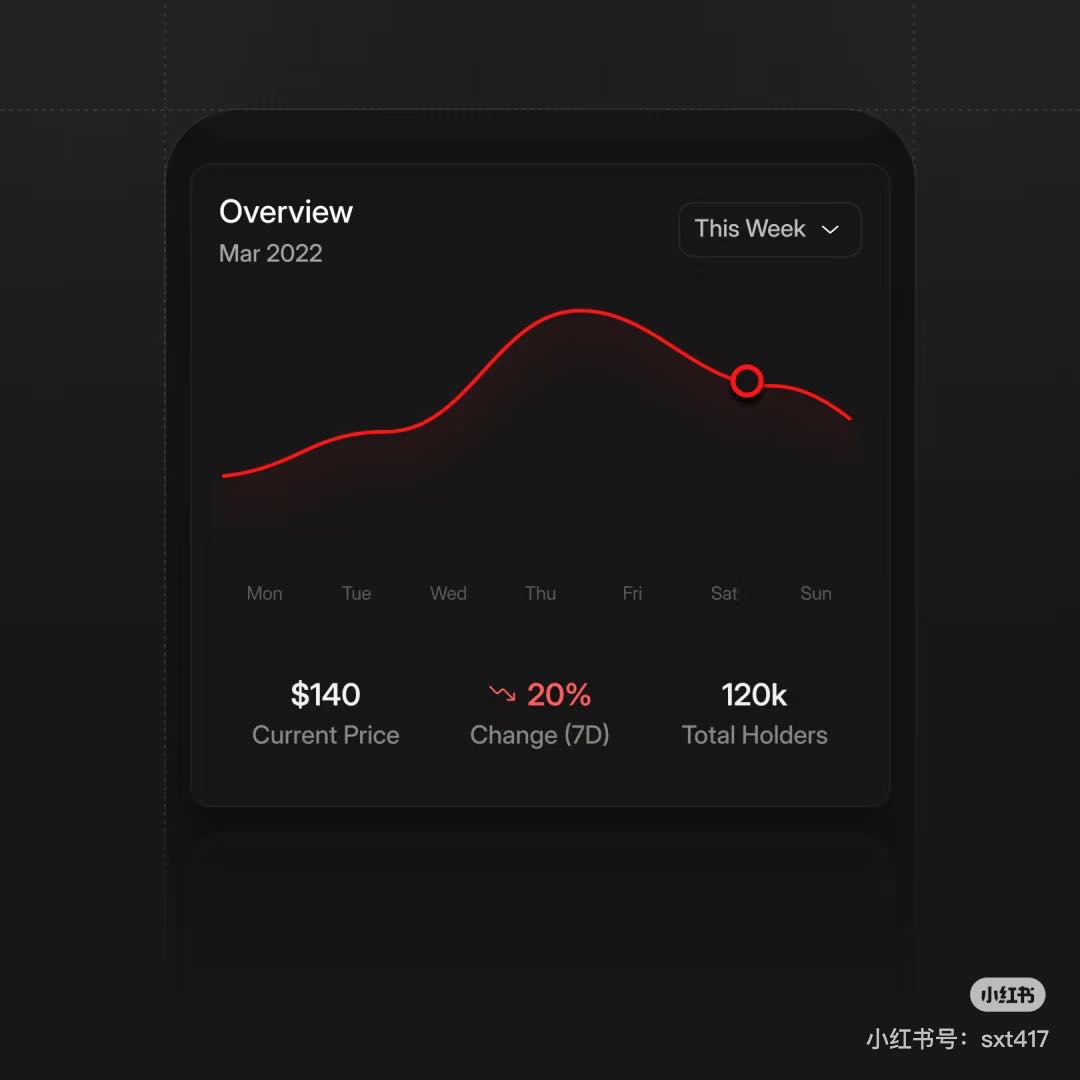 Overview
Mar 2022
This Week
Mon Tue Wed Thu Fri Sat Sun
$140 20% 120k
Current Price Change (7D) Total Holders
小红书
小红书号：sxt417